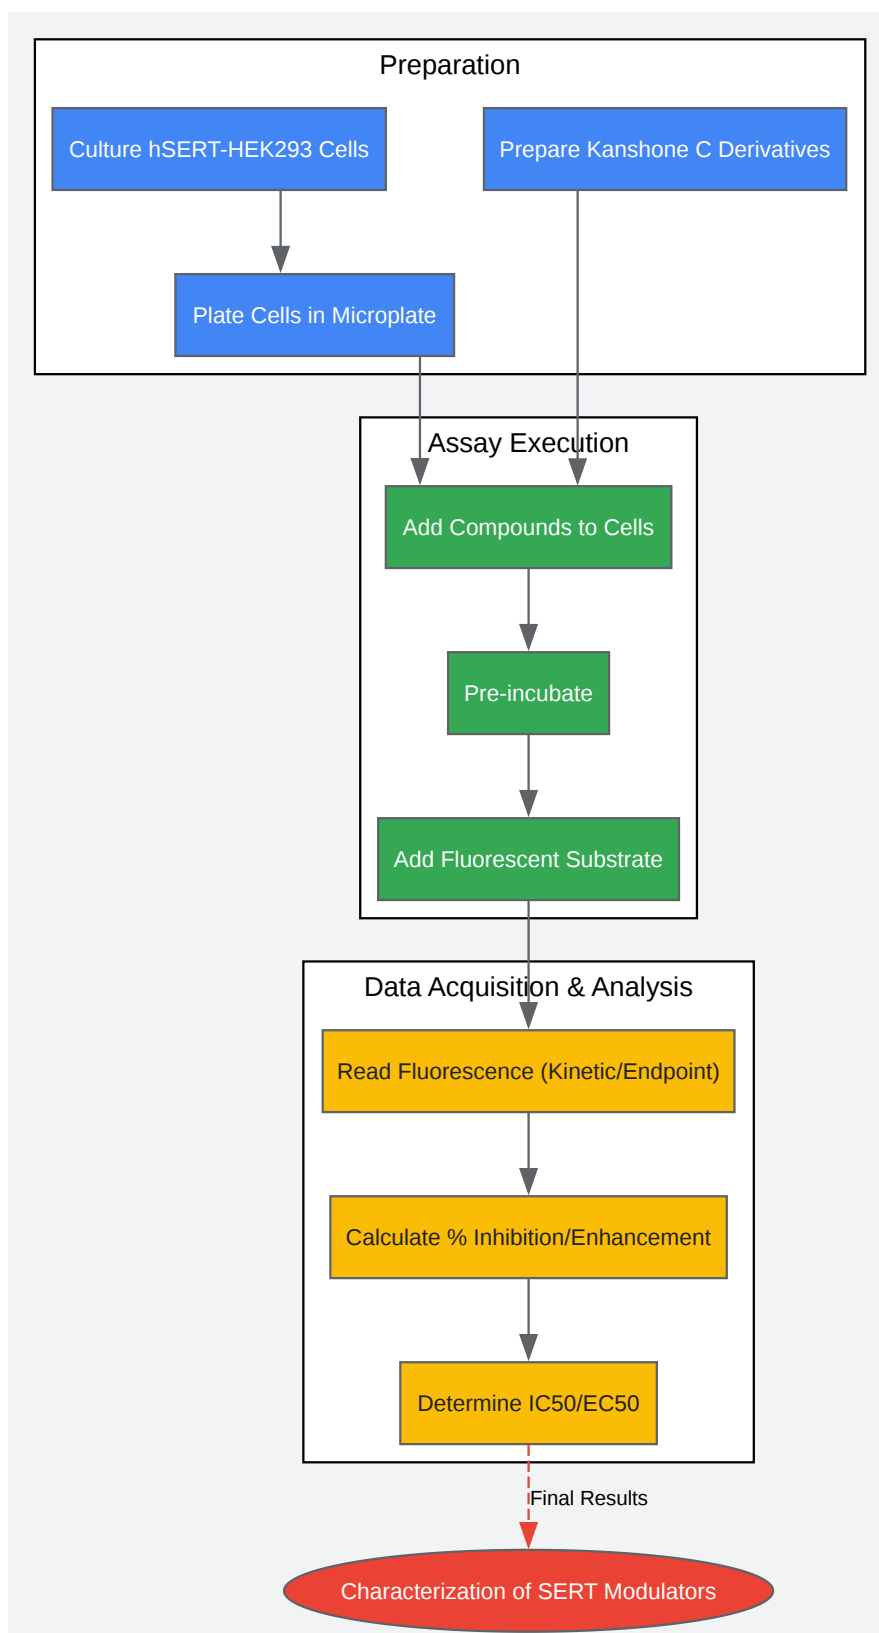 Preparation
Culture hSERT-HEK293 Cells
Prepare Kanshone C Derivatives
Plate Cells in Microplate
Assay Execution
Add Compounds to Cells
Pre-incubate
Add Fluorescent Substrate
Data Acquisition & Analysis
Read Fluorescence (Kinetic/Endpoint)
Calculate % Inhibition/Enhancement
Determine IC50/EC50
Final Results
Characterization of SERT Modulators